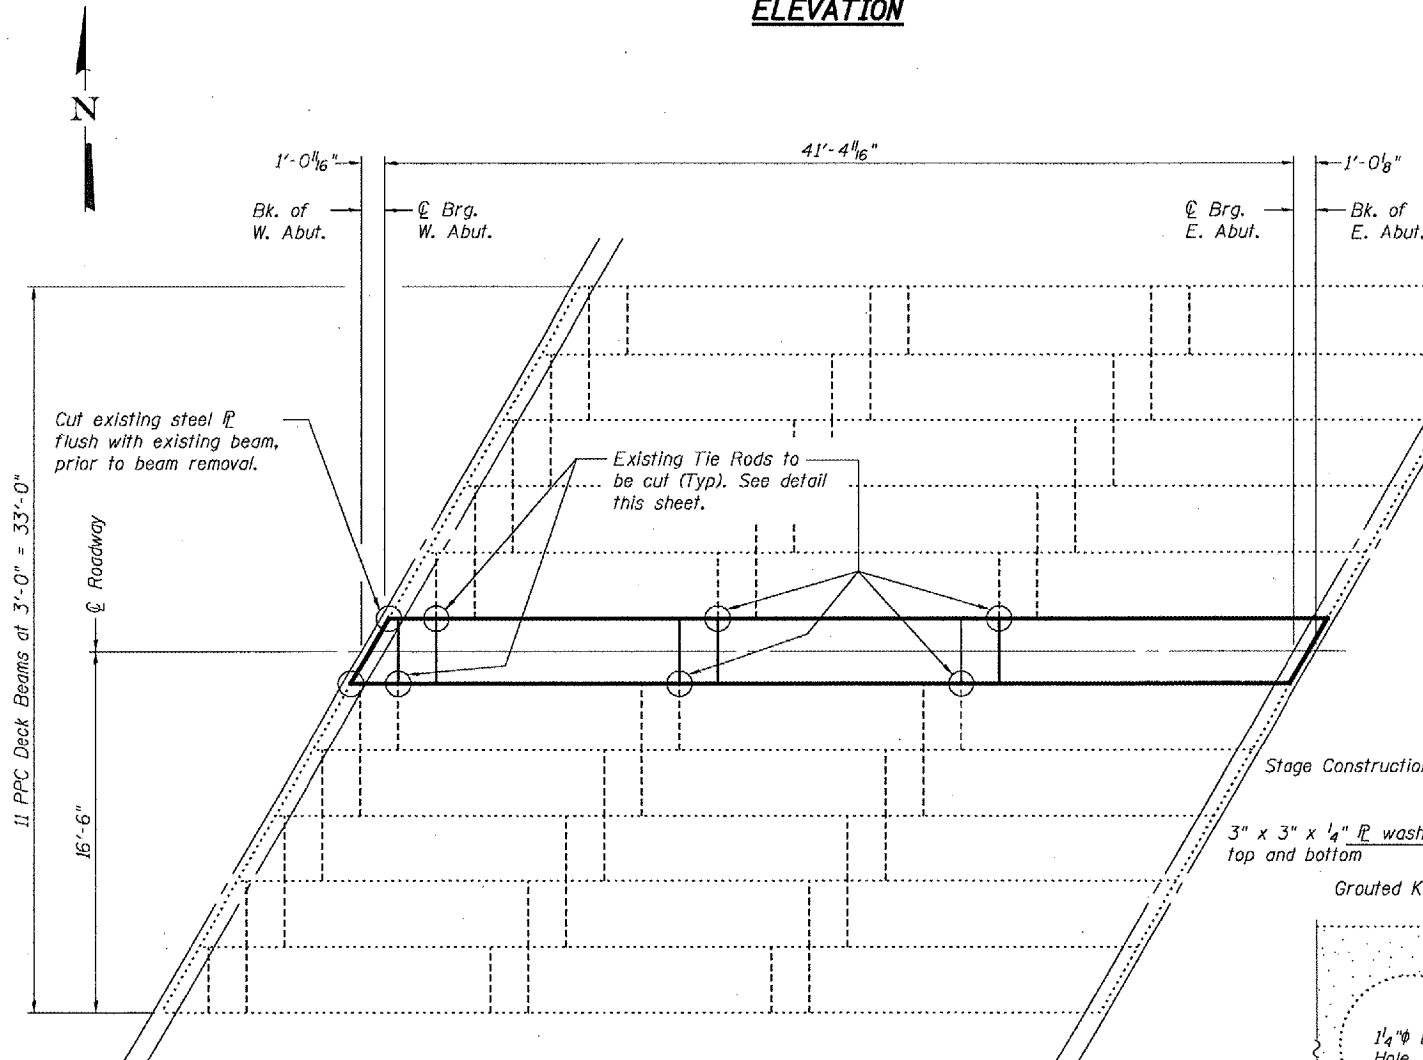 ELEVATION
N
1'-0 11/16"
41'-4 11/16"
1'-0 1/8"
Bk. of
W. Abut.
℄ Brg.
W. Abut.
℄ Brg.
E. Abut.
Bk. of
E. Abut.
Cut existing steel ℙL
flush with existing beam,
prior to beam removal.
Existing Tie Rods to
be cut (Typ). See detail
this sheet.
11 PPC Deck Beams at 3'-0" = 33'-0"
℄ Roadway
16'-6"
Stage Construction
3" x 3" x 1/4" ℙL wash
top and bottom
Grouted K
1 1/4"ϕ
Hole